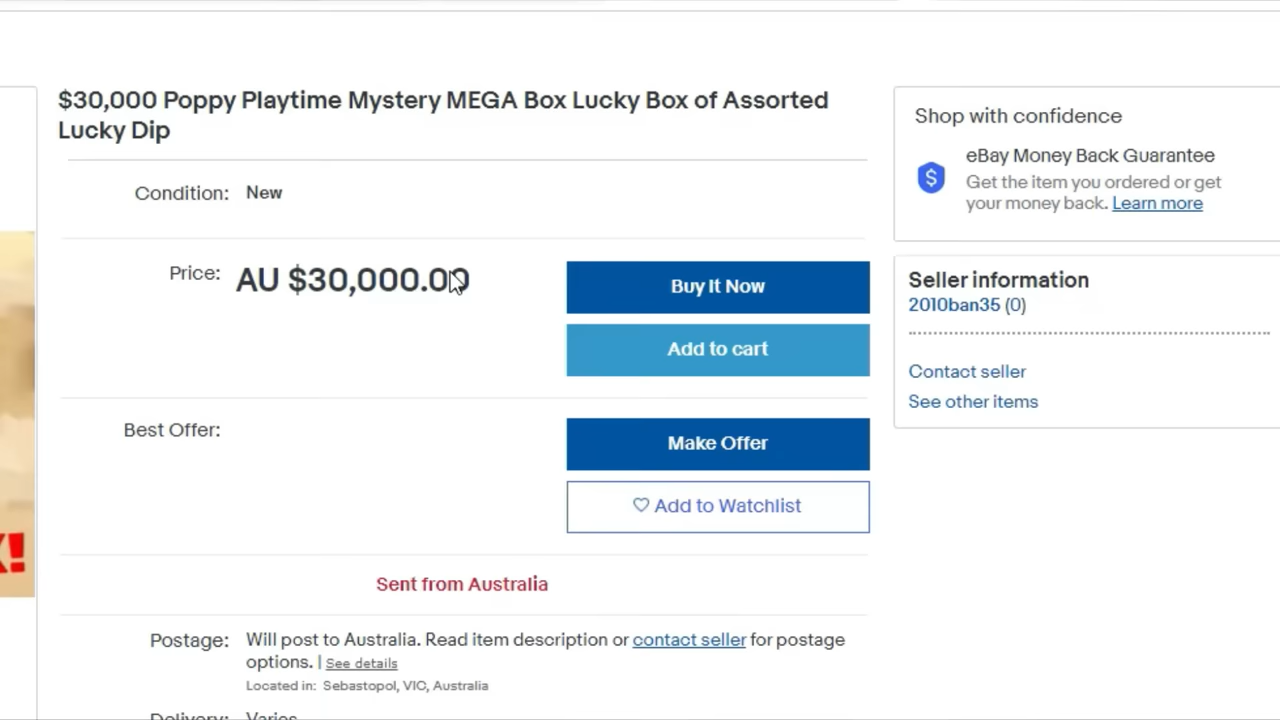 $30,000 Poppy Playtime Mystery MEGA Box Lucky Box of Assorted
Lucky Dip
Condition: New
Price: AU $30,000.00
Buy It Now
Add to cart
Best Offer:
Make Offer
Add to Watchlist
Sent from Australia
Postage: Will post to Australia. Read item description or contact seller for postage
options. | See details
Located in: Sebastopol, VIC, Australia
Delivery: Varies
Shop with confidence
eBay Money Back Guarantee
Get the item you ordered or get
your money back. Learn more
Seller information
2010ban35 (0)
Contact seller
See other items
X!